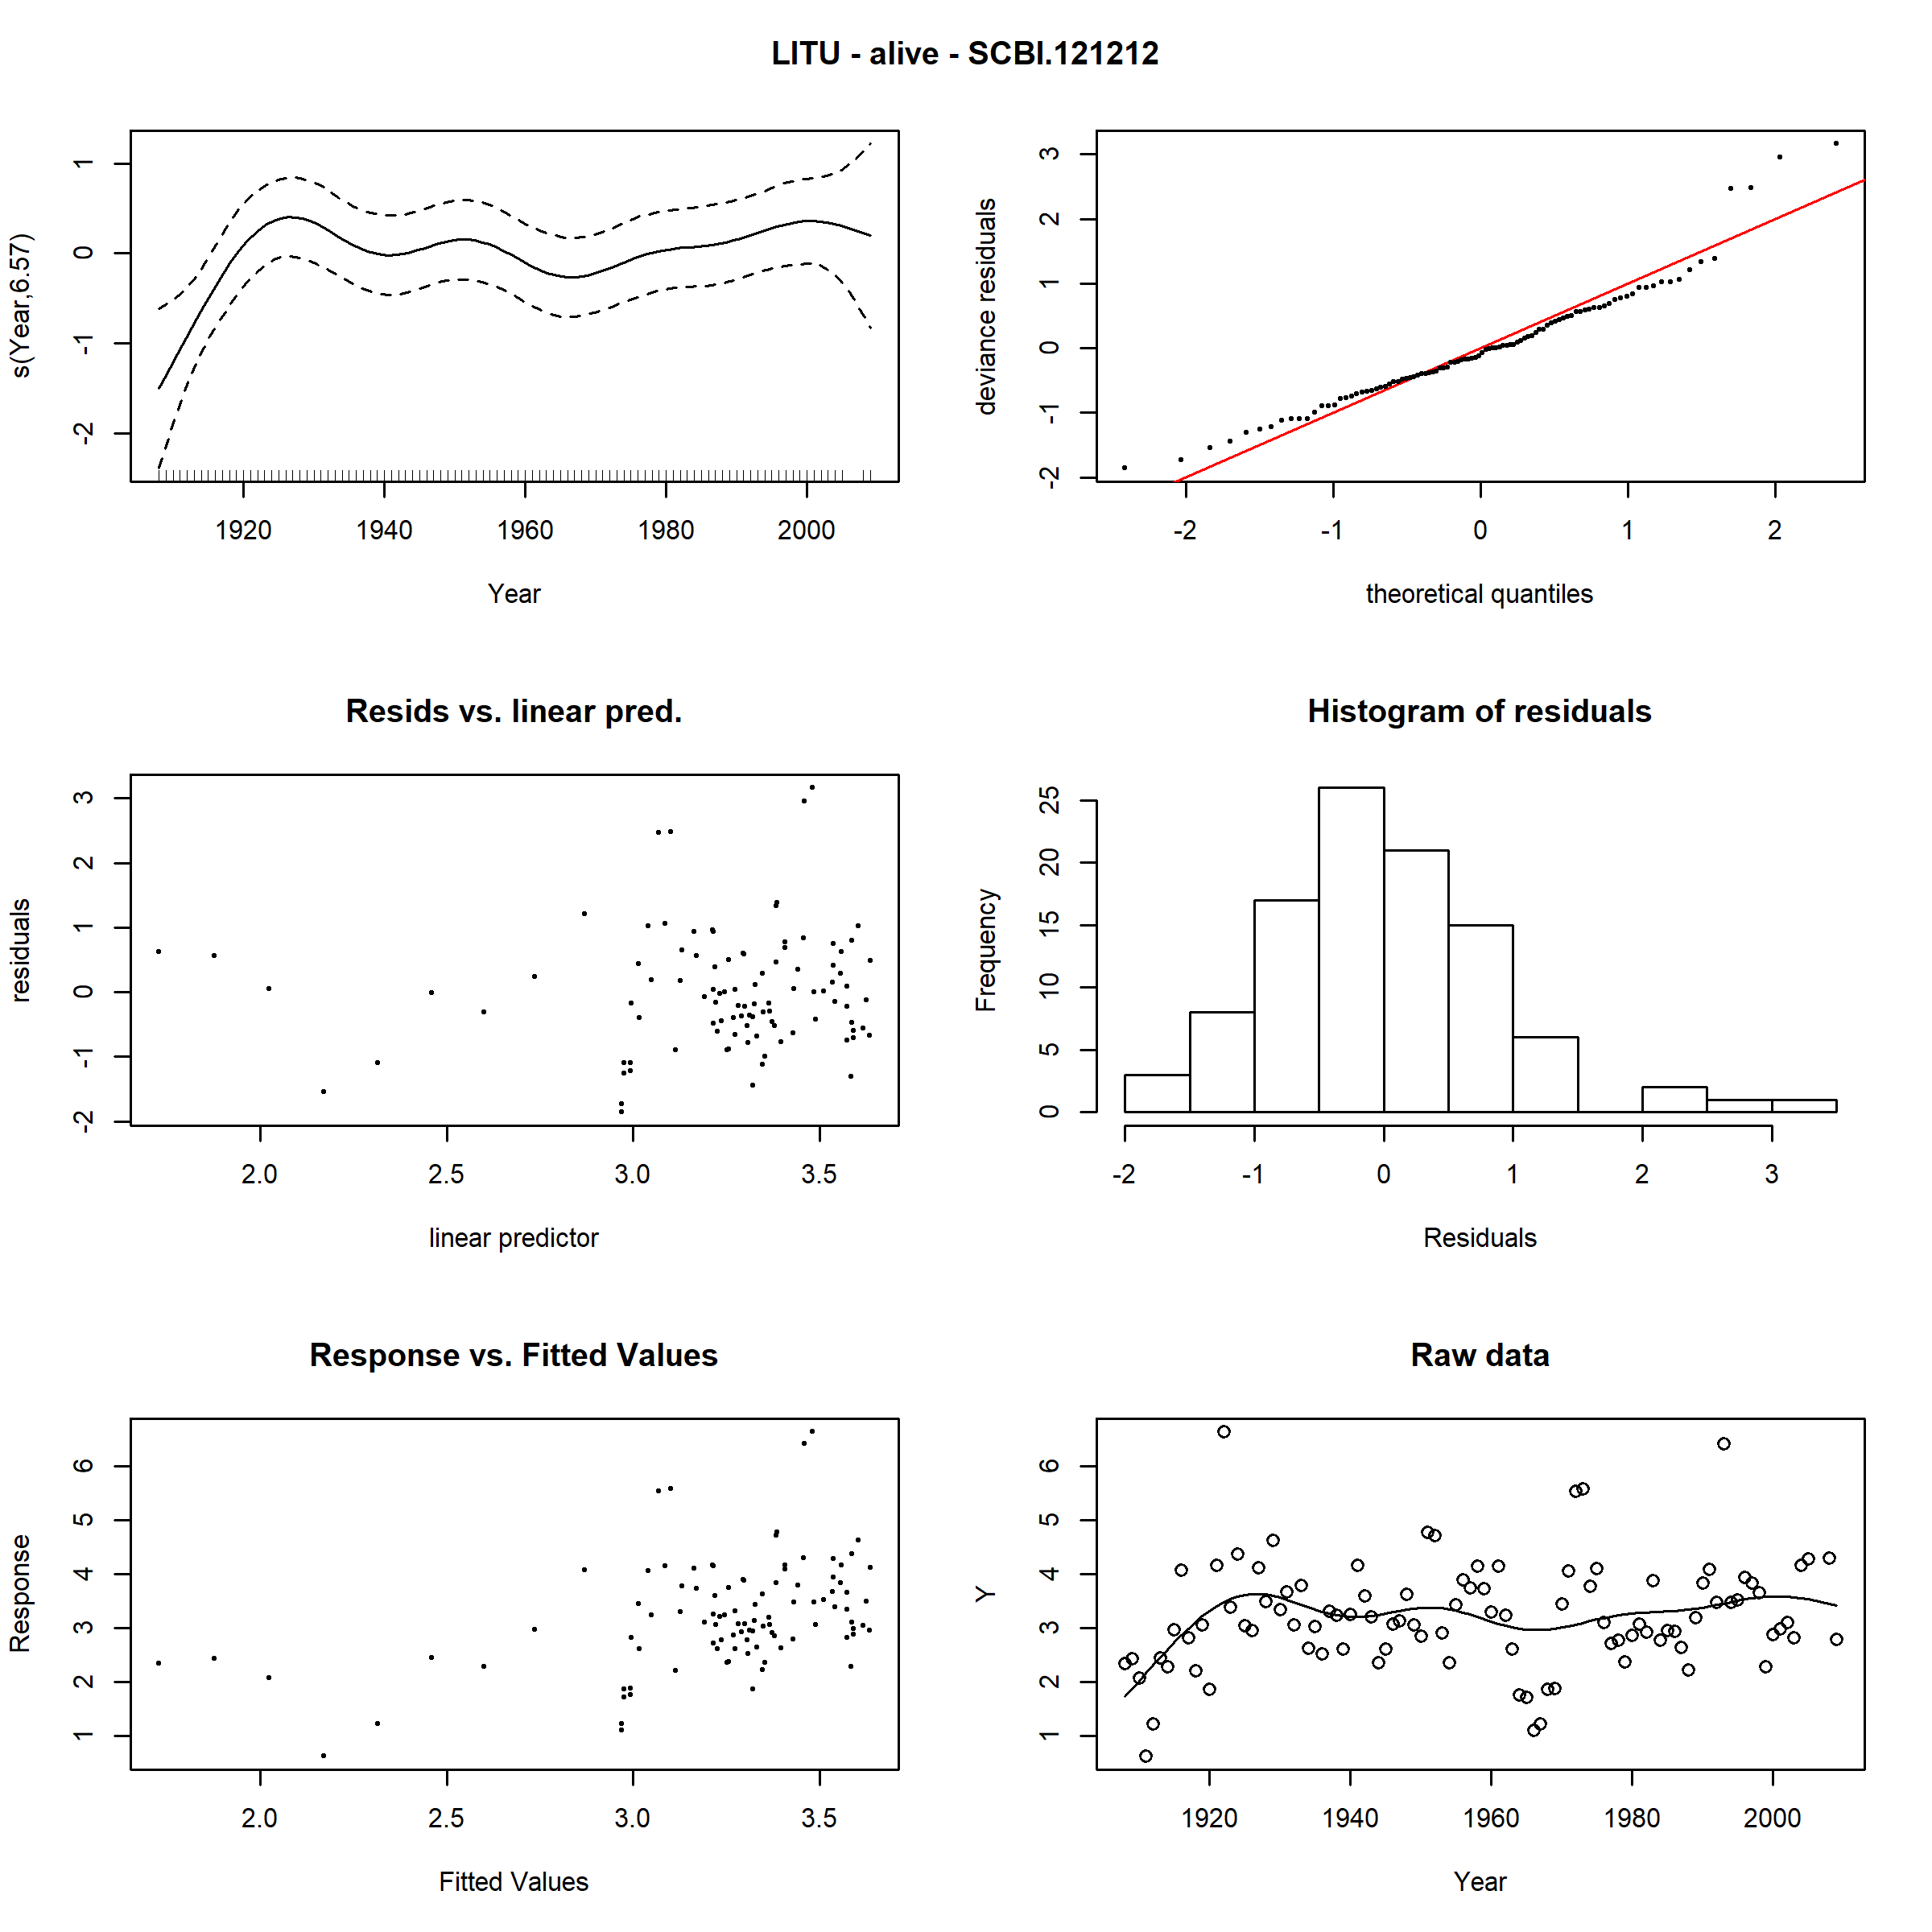 LITU - alive - SCBI.121212
s(Year,6.57)
1
0
-1
-2
1920 1940 1960 1980 2000
Year
deviance residuals
3
2
1
0
-1
-2
-2 -1 0 1 2
theoretical quantiles
Resids vs. linear pred.
residuals
3
2
1
0
-1
-2
2.0 2.5 3.0 3.5
linear predictor
Histogram of residuals
Frequency
25
20
15
10
5
0
-2 -1 0 1 2 3
Residuals
Response vs. Fitted Values
Response
6
5
4
3
2
1
2.0 2.5 3.0 3.5
Fitted Values
Raw data
Y
6
5
4
3
2
1
1920 1940 1960 1980 2000
Year